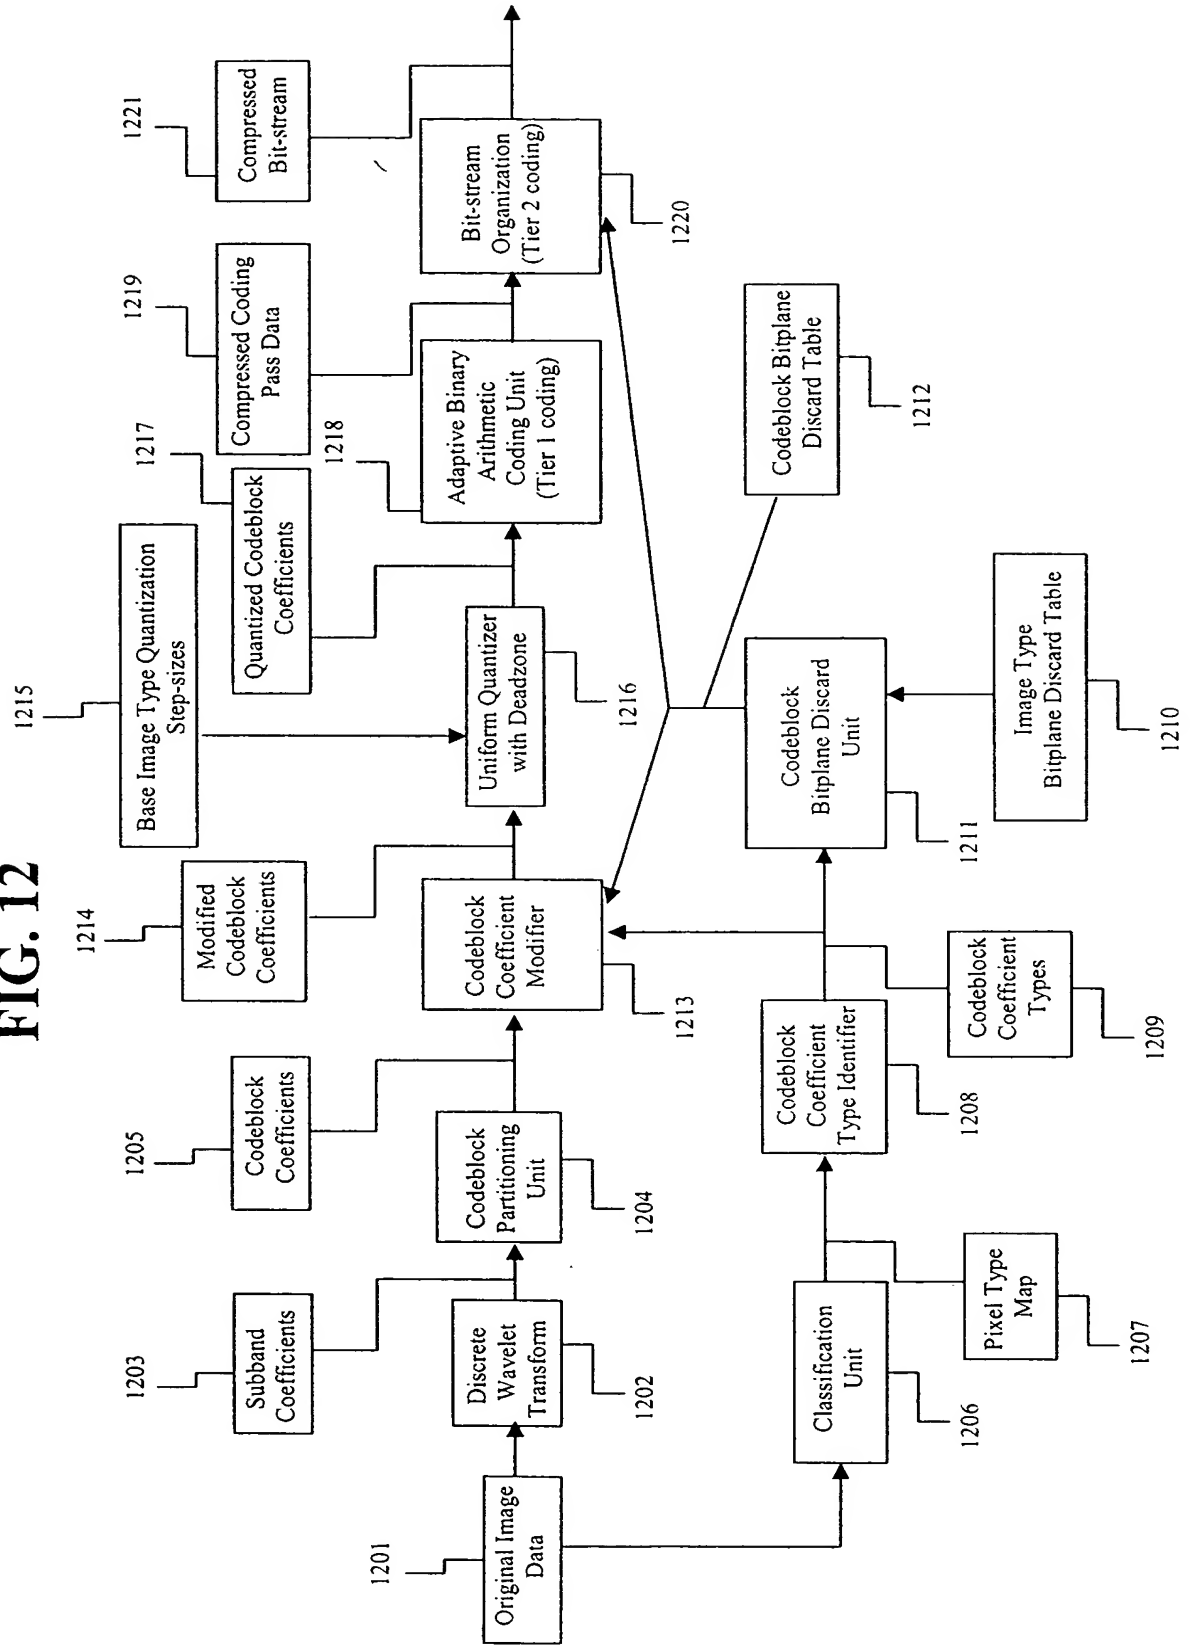 FIG. 12
1201
Original Image
Data
1202
Discrete
Wavelet
Transform
1203
Subband
Coefficients
1204
Codeblock
Partitioning
Unit
1205
Codeblock
Coefficients
1206
Classification
Unit
1207
Pixel Type
Map
1208
Codeblock
Coefficient
Type Identifier
1209
Codeblock
Coefficient
Types
1210
Image Type
Bitplane Discard Table
1211
Codeblock
Bitplane Discard
Unit
1212
Codeblock Bitplane
Discard Table
1213
Codeblock
Coefficient
Modifier
1214
Modified
Codeblock
Coefficients
1215
Base Image Type Quantization
Step-sizes
1216
Uniform Quantizer
with Deadzone
1217
Quantized Codeblock
Coefficients
1218
Adaptive Binary
Arithmetic
Coding Unit
(Tier 1 coding)
1219
Compressed Coding
Pass Data
1220
Bit-stream
Organization
(Tier 2 coding)
1221
Compressed
Bit-stream